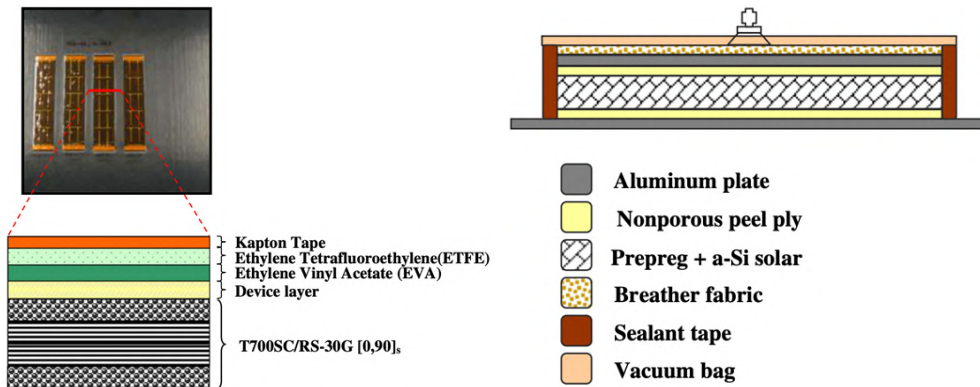 Kapton Tape
Ethylene Tetrafluoroethylene(ETFE)
Ethylene Vinyl Acetate (EVA)
Device layer
T700SC/RS-30G [0,90]s
Aluminum plate
Nonporous peel ply
Prepreg + a-Si solar
Breather fabric
Sealant tape
Vacuum bag